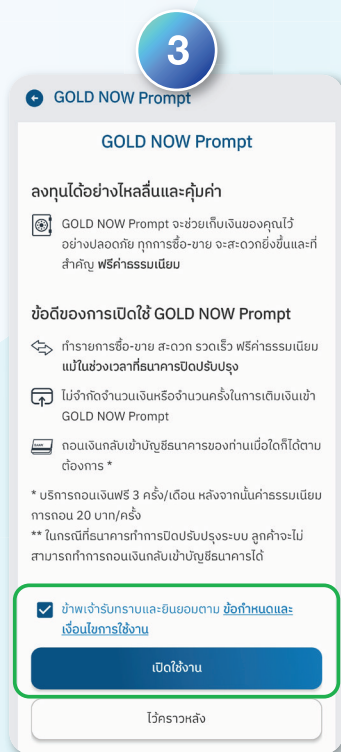 3
GOLD NOW Prompt
GOLD NOW Prompt
ลงทุนได้อย่างไหลลื่นและคุ้มค่า
GOLD NOW Prompt จะช่วยเก็บเงินของคุณไว้
อย่างปลอดภัย ทุกการซื้อ-ขาย จะสะดวกยิ่งขึ้นและที่
สำคัญ ฟรีค่าธรรมเนียม
ข้อดีของการเปิดใช้ GOLD NOW Prompt
ทำรายการซื้อ-ขาย สะดวก รวดเร็ว ฟรีค่าธรรมเนียม
แม้ในช่วงเวลาที่ธนาคารปิดปรับปรุง
ไม่จำกัดจำนวนเงินหรือจำนวนครั้งในการเติมเงินเข้า
GOLD NOW Prompt
ถอนเงินกลับเข้าบัญชีธนาคารของท่านเมื่อใดก็ได้ตาม
ต้องการ *
* บริการถอนเงินฟรี 3 ครั้ง/เดือน หลังจากนั้นค่าธรรมเนียม
การถอน 20 บาท/ครั้ง
** ในกรณีที่ธนาคารทำการปิดปรับปรุงระบบ ลูกค้าจะไม่
สามารถทำการถอนเงินกลับเข้าบัญชีธนาคารได้
ข้าพเจ้ารับทราบและยินยอมตาม ข้อกำหนดและ
เงื่อนไขการใช้งาน
เปิดใช้งาน
ไว้คราวหลัง